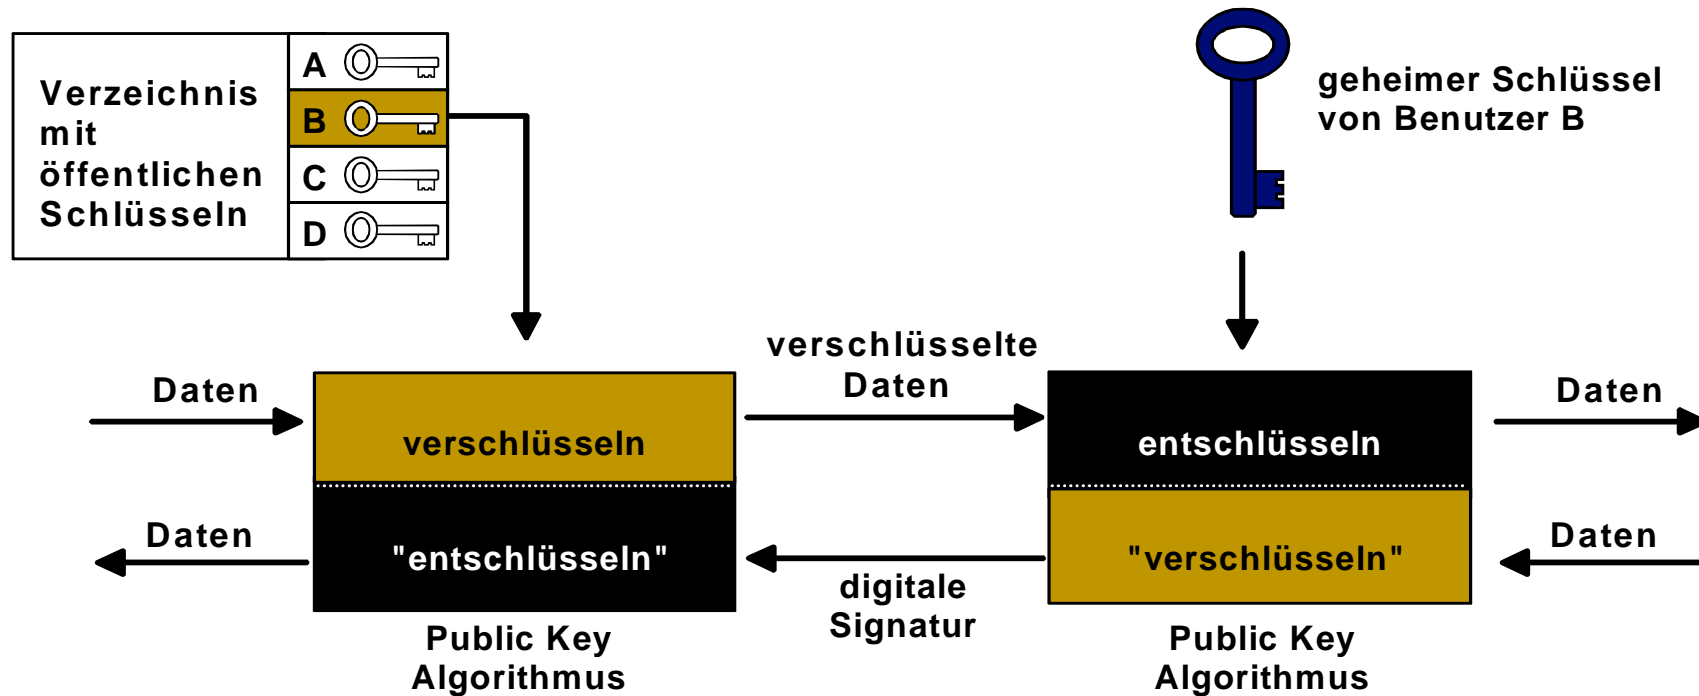 Verzeichnis
mit
öffentlichen
Schlüsseln
A
B
C
D
geheimer Schlüssel
von Benutzer B
Daten
verschlüsseln
verschlüsselte
Daten
entschlüsseln
Daten
Daten
"entschlüsseln"
digitale
Signatur
"verschlüsseln"
Daten
Public Key
Algorithmus
Public Key
Algorithmus